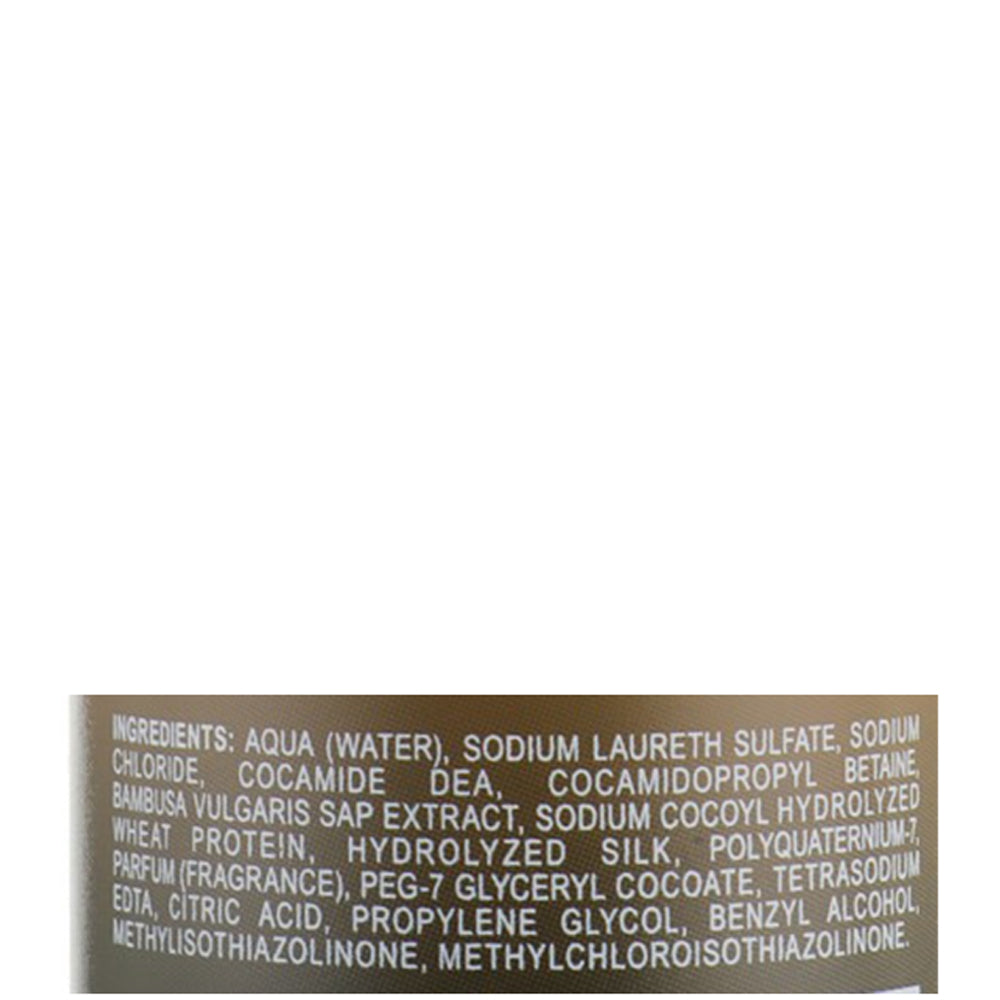 INGREDIENTS: AQUA (WATER), SODIUM LAURETH SULFATE, SODIUM
CHLORIDE, COCAMIDE DEA, COCAMIDOPROPYL BETAINE,
BAMBUSA VULGARIS SAP EXTRACT, SODIUM COCOYL HYDROLYZED
WHEAT PROTEIN, HYDROLYZED SILK, POLYQUATERNIUM-7,
PARFUM (FRAGRANCE), PEG-7 GLYCERYL COCOATE, TETRASODIUM
EDTA, CITRIC ACID, PROPYLENE GLYCOL, BENZYL ALCOHOL,
METHYLISOTHIAZOLINONE, METHYLCHLOROISOTHIAZOLINONE.